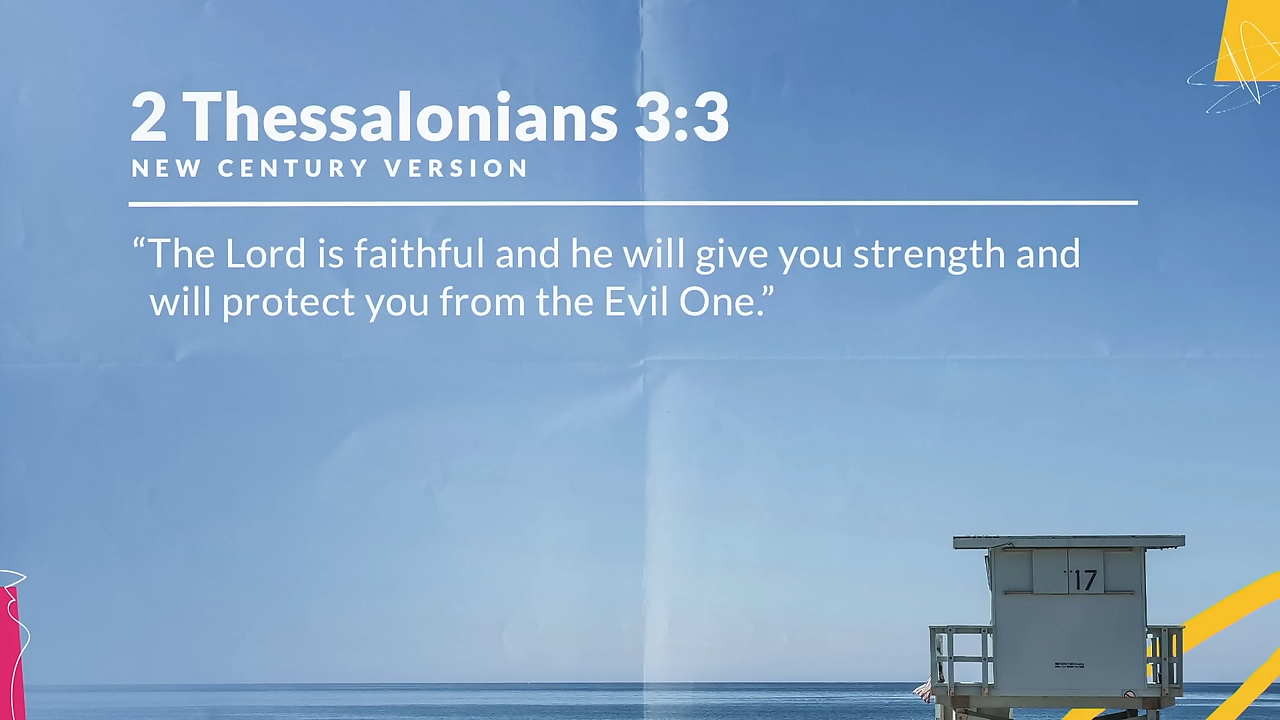 2 Thessalonians 3:3
NEW CENTURY VERSION
“The Lord is faithful and he will give you strength and
will protect you from the Evil One.”
17